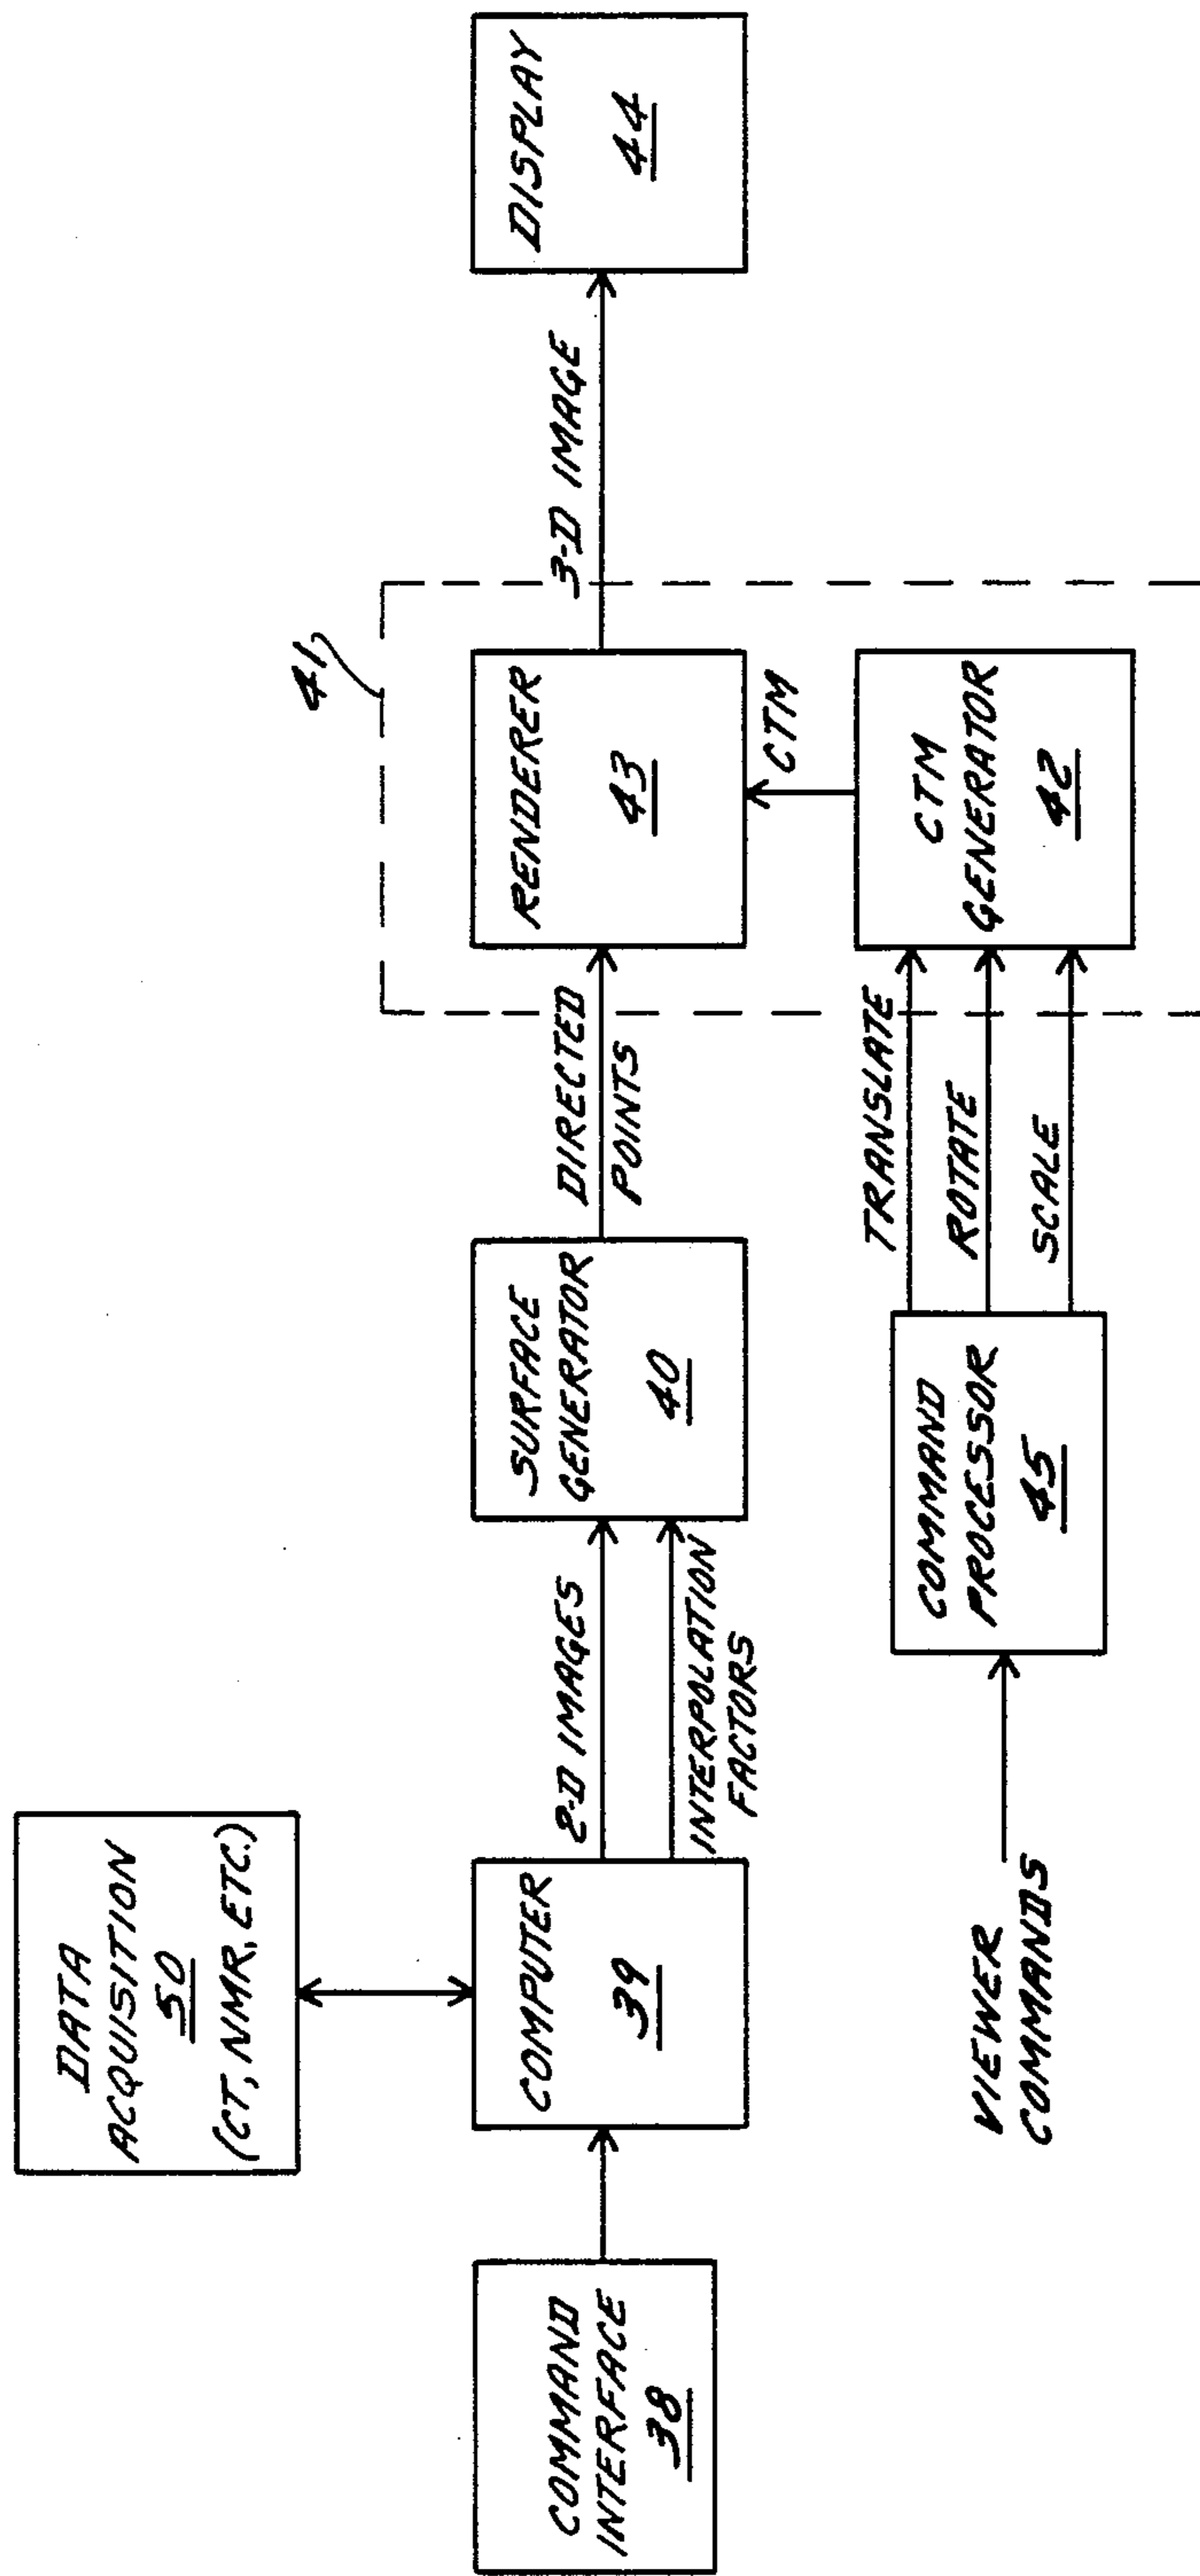 DATA
ACQUISITION
50
(CT, NMR, ETC.)
COMMAND
INTERFACE
38
COMPUTER
39
2-D IMAGES
INTERPOLATION
FACTORS
SURFACE
GENERATOR
40
DIRECTED
POINTS
41
RENDERER
43
3-D IMAGE
DISPLAY
44
CTM
VIEWER
COMMANDS
COMMAND
PROCESSOR
45
TRANSLATE
ROTATE
SCALE
CTM
GENERATOR
42